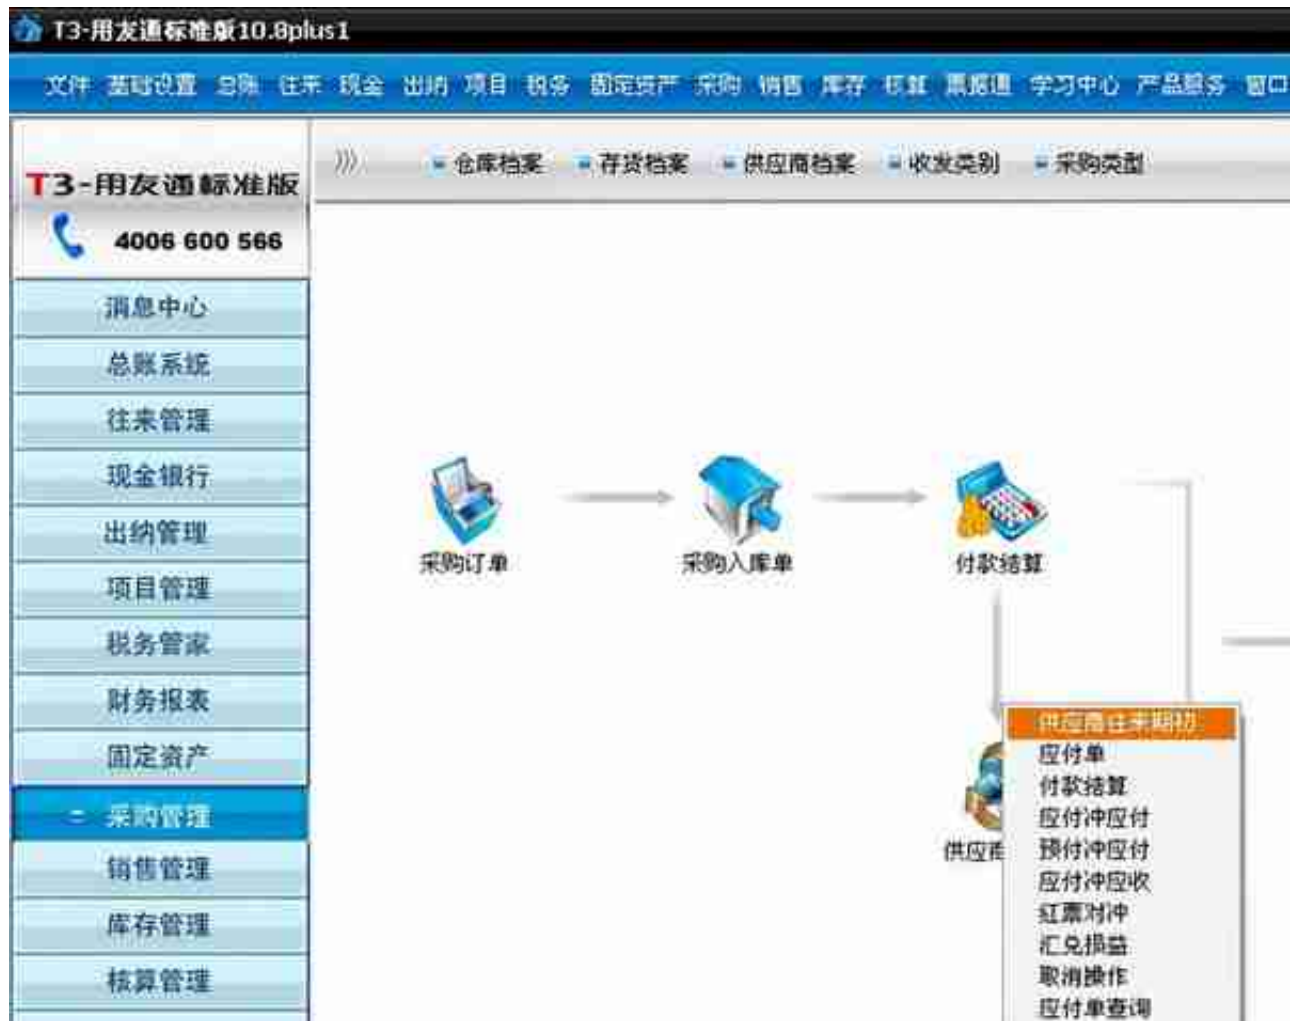 T3-用友通标准版10.8plus1
文件 基础设置 总账 往来 现金 出纳 项目 税务 固定资产 采购 销售 库存 核算 票据通 学习中心 产品服务 窗口
T3-用友通标准版
4006 600 566
仓库档案 存货档案 供应商档案 收发类别 采购类型
消息中心
总账系统
往来管理
现金银行
出纳管理
项目管理
税务管家
财务报表
固定资产
采购管理
销售管理
库存管理
核算管理
采购订单 采购入库单 付款结算
供应商
供应商往来期初
应付单
付款结算
应付冲应付
预付冲应付
应付冲应收
红票对冲
汇兑损益
取消操作
应付单查询